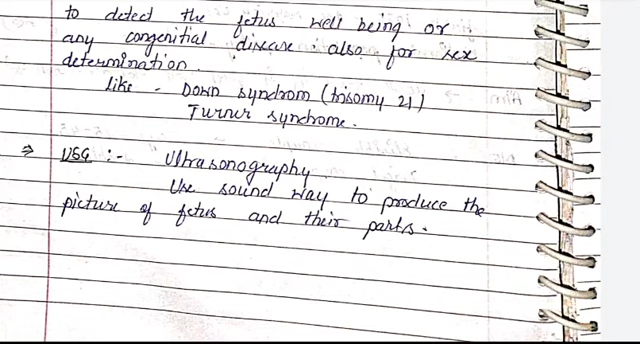 to detect the fetus well being or
any congenitial disease also for sex
determination.
like - Down syndrom (trisomy 21)
Turner syndrome.
⇒ USG :- Ultrasonography
Use sound way to produce the
picture of fetus and their parts.